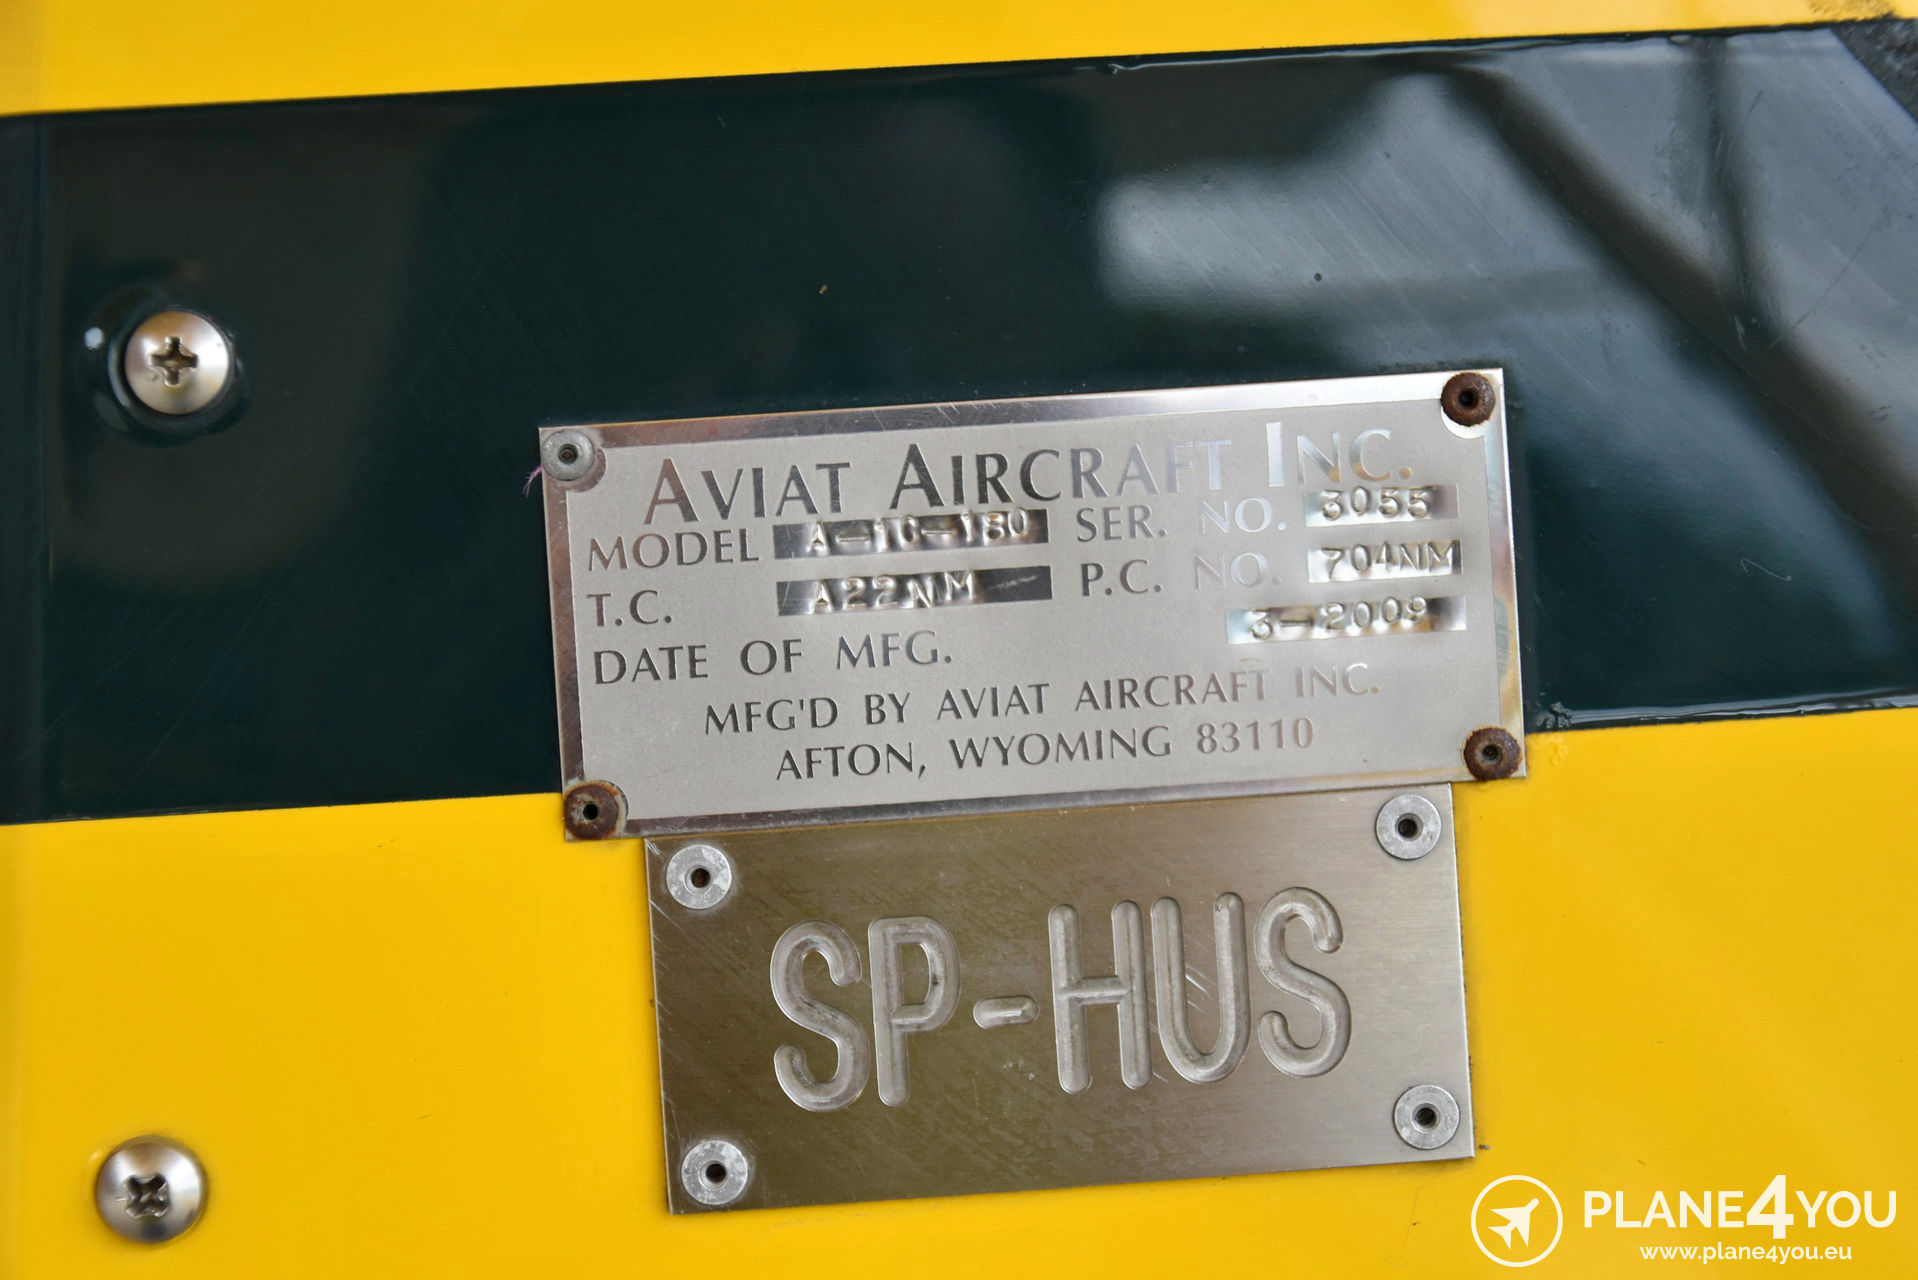 AVIAT AIRCRAFT INC.
MODEL A-1C-180 SER. NO. 3055
T.C. A22NM P.C. NO. 704NM
DATE OF MFG. 3-2009
MFG'D BY AVIAT AIRCRAFT INC.
AFTON, WYOMING 83110
SP-HUS
PLANE4YOU
www.plane4you.eu